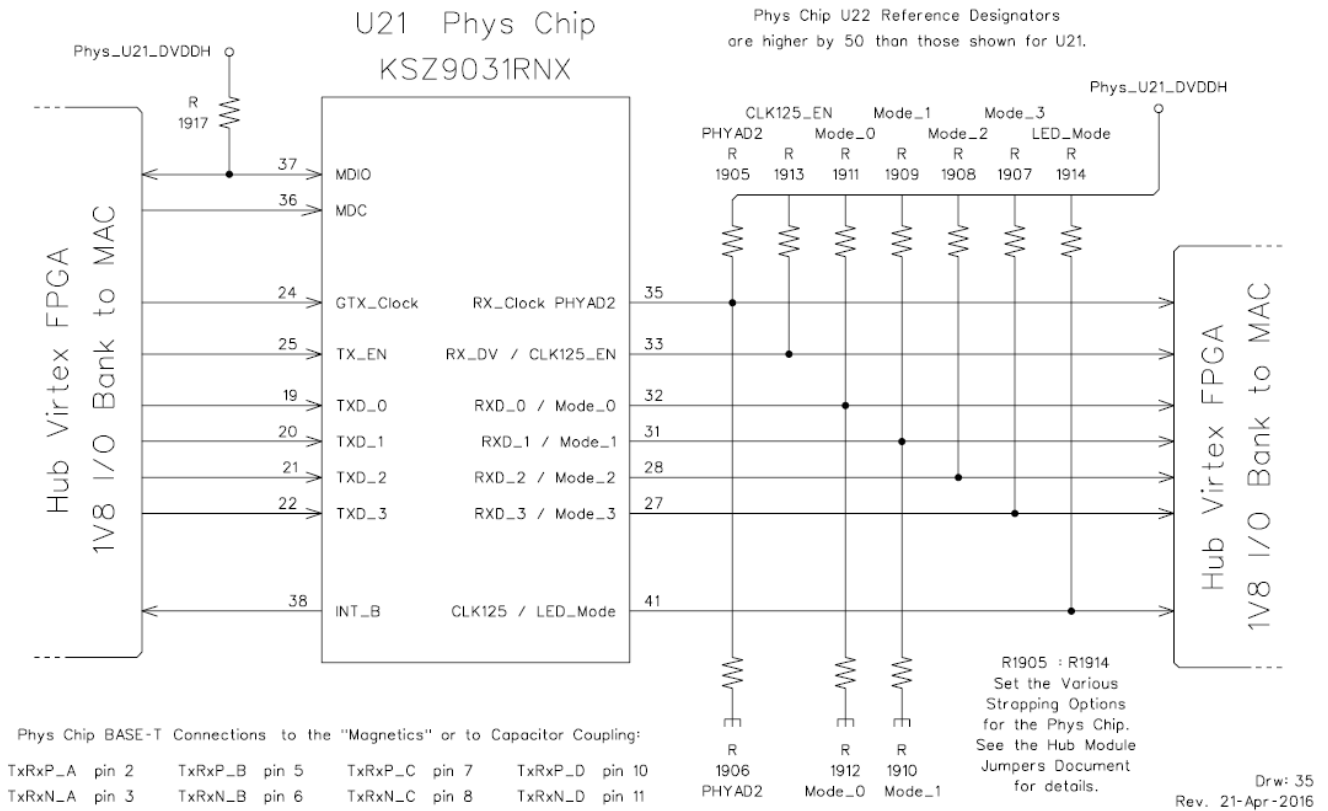 U21 Phys Chip
KSZ9031RNX
Phys Chip U22 Reference Designators
are higher by 50 than those shown for U21.
Phys_U21_DVDDH
R
1917
Phys_U21_DVDDH
CLK125_EN Mode_1 Mode_3
PHYAD2 Mode_0 Mode_2 LED_Mode
R R R R R R R
1905 1913 1911 1909 1908 1907 1914
Hub Virtex FPGA
1V8 I/O Bank to MAC
37 MDIO
36 MDC
24 GTX_Clock RX_Clock PHYAD2 35
25 TX_EN RX_DV / CLK125_EN 33
19 TXD_0 RXD_0 / Mode_0 32
20 TXD_1 RXD_1 / Mode_1 31
21 TXD_2 RXD_2 / Mode_2 28
22 TXD_3 RXD_3 / Mode_3 27
38 INT_B CLK125 / LED_Mode 41
Hub Virtex FPGA
1V8 I/O Bank to MAC
R R R
1906 1912 1910
PHYAD2 Mode_0 Mode_1
R1905 : R1914
Set the Various
Strapping Options
for the Phys Chip.
See the Hub Module
Jumpers Document
for details.
Phys Chip BASE-T Connections to the "Magnetics" or to Capacitor Coupling:
TxRxP_A pin 2 TxRxP_B pin 5 TxRxP_C pin 7 TxRxP_D pin 10
TxRxN_A pin 3 TxRxN_B pin 6 TxRxN_C pin 8 TxRxN_D pin 11
Drw: 35
Rev. 21-Apr-2016